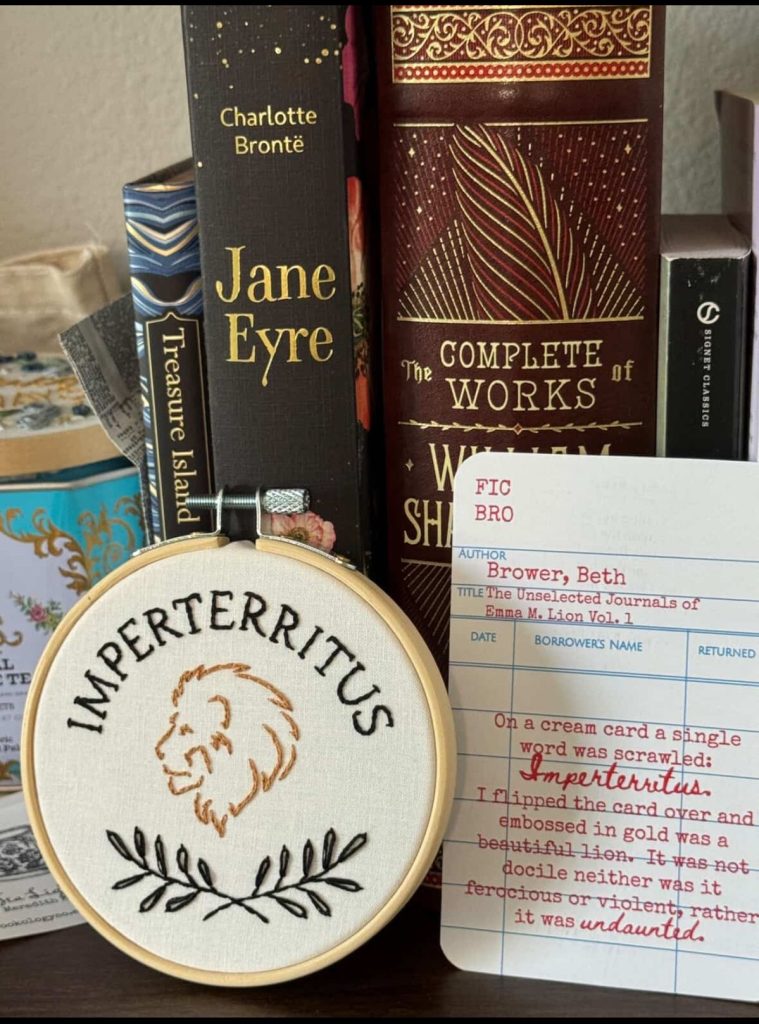 Charlotte
Brontë
Jane
Eyre
Treasure Island
The COMPLETE of
WORKS
SIGNET CLASSICS
IMPERTERRITUS
FIC
BRO
AUTHOR
Brower, Beth
TITLE The Unselected Journals of
Emma M. Lion Vol. 1
DATE BORROWER'S NAME RETURNED
On a cream card a single
word was scrawled:
Imperterritus.
I flipped the card over and
embossed in gold was a
beautiful lion. It was not
docile neither was it
ferocious or violent, rather
it was undaunted.